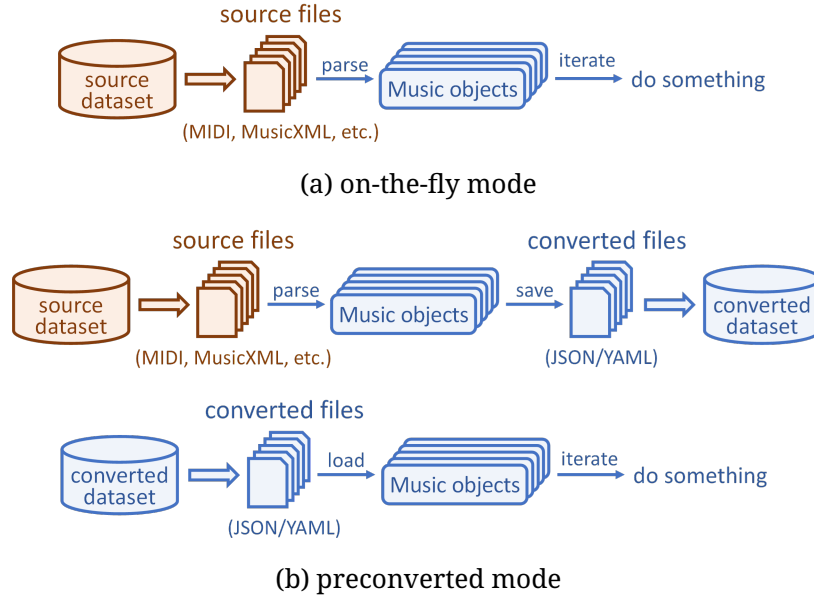 source files
source
dataset
parse
Music objects
iterate
do something
(MIDI, MusicXML, etc.)
(a) on-the-fly mode
source files
converted files
source
dataset
parse
Music objects
save
converted
dataset
(MIDI, MusicXML, etc.)
(JSON/YAML)
converted files
converted
dataset
load
Music objects
iterate
do something
(JSON/YAML)
(b) preconverted mode